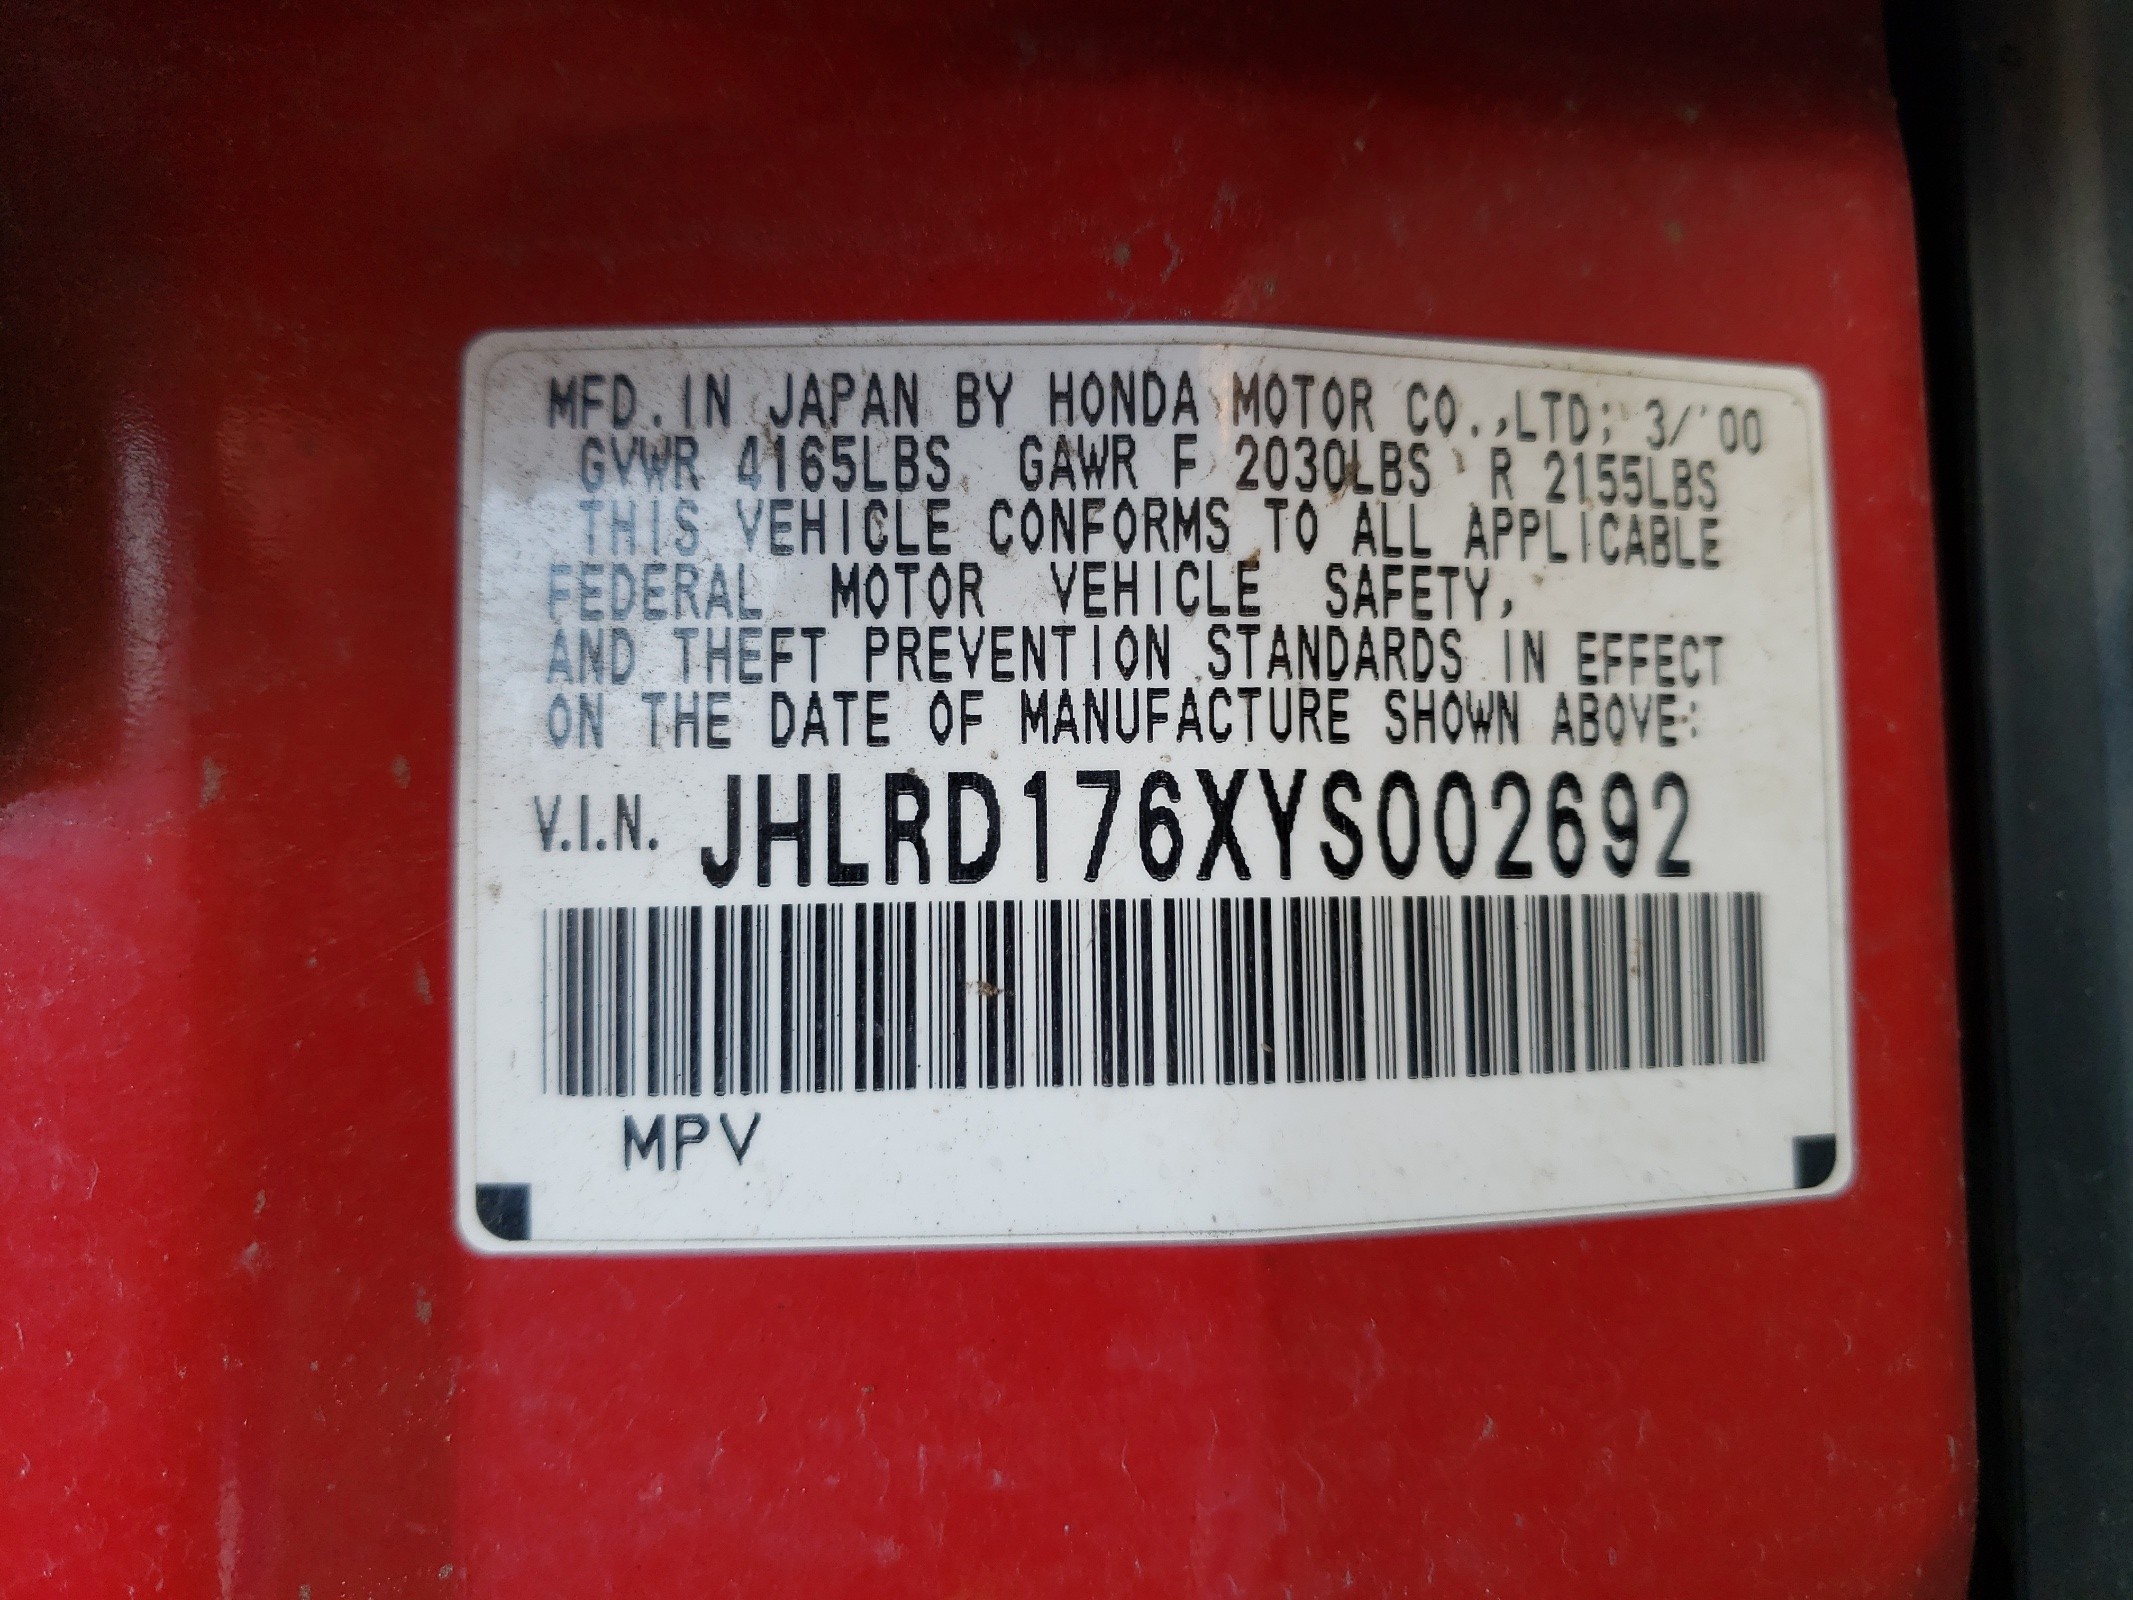 MFD.IN JAPAN BY HONDA MOTOR CO.,LTD; 3/'00
GVWR 4165LBS GAWR F 2030LBS R 2155LBS
THIS VEHICLE CONFORMS TO ALL APPLICABLE
FEDERAL MOTOR VEHICLE SAFETY,
AND THEFT PREVENTION STANDARDS IN EFFECT
ON THE DATE OF MANUFACTURE SHOWN ABOVE:
V.I.N. JHLRD176XYS002692
MPV